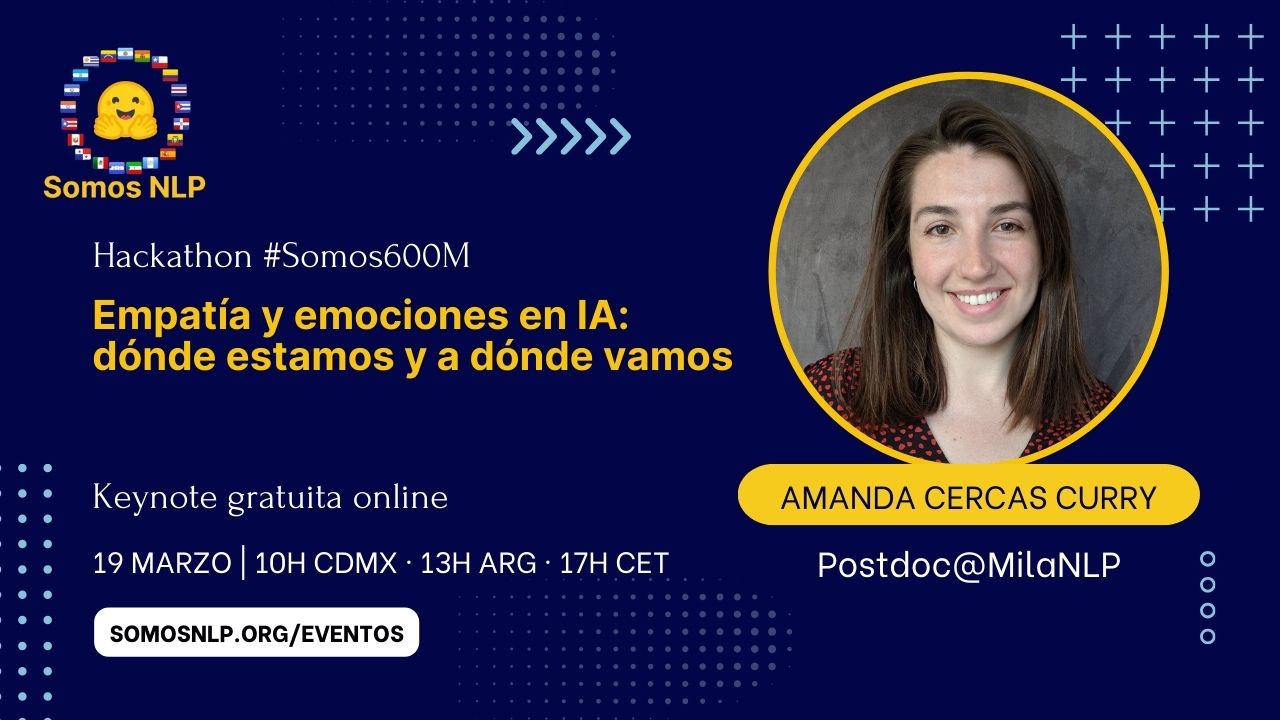 Somos NLP
Hackathon #Somos600M
Empatía y emociones en IA:
dónde estamos y a dónde vamos
Keynote gratuita online
19 MARZO | 10H CDMX · 13H ARG · 17H CET
SOMOSNLP.ORG/EVENTOS
AMANDA CERCAS CURRY
Postdoc@MilaNLP